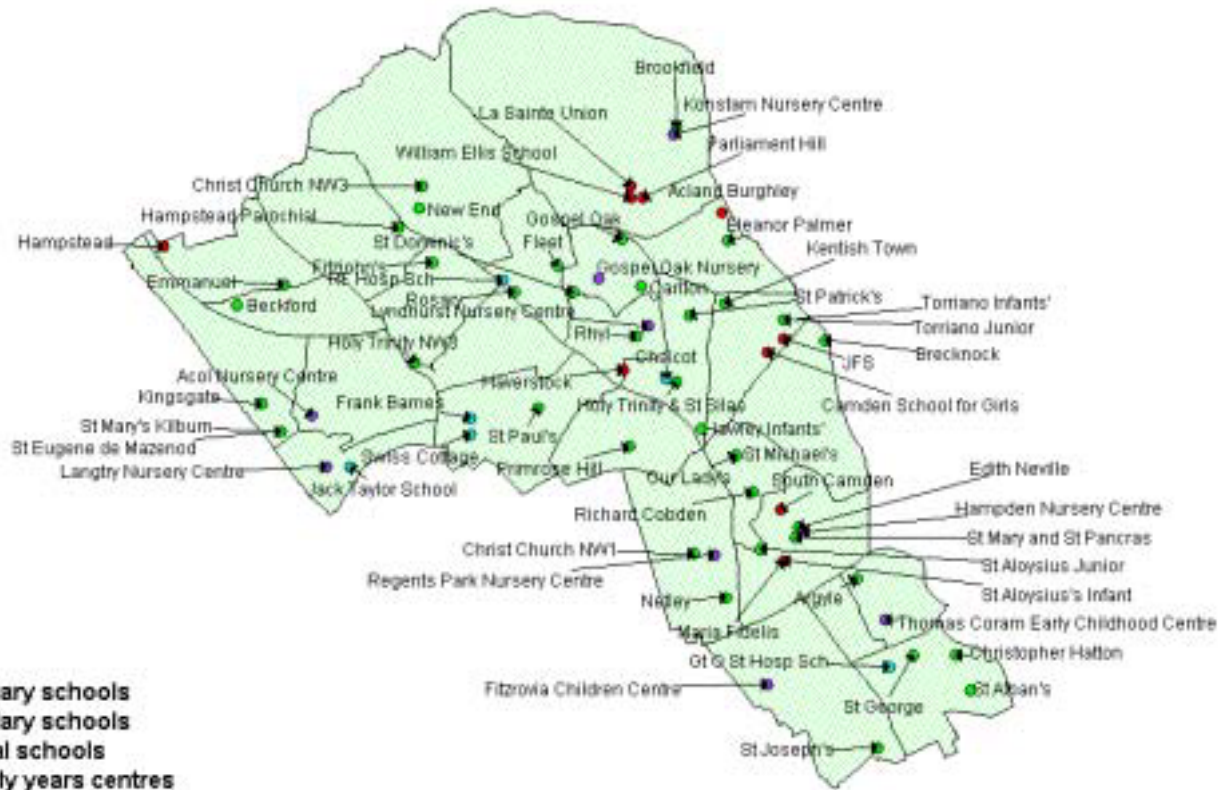 Brookfield
Konstam Nursery Centre
La Sainte Union
Parliament Hill
William Ellis School
Christ Church NW3
Acland Burghley
New End
Hampstead Parochial
Gospel Oak
Eleanor Palmer
Hampstead
St Dominic's
Fleet
Kentish Town
Fitzjohn's
Gospel Oak Nursery
Emmanuel
RF Hosp Sch
Carlton
St Patrick's
Rosary
Torriano Infants'
Beckford
Lyndhurst Nursery Centre
Torriano Junior
Rhyl
Holy Trinity NW3
Brecknock
Chalcot
JFS
Acol Nursery Centre
Haverstock
Kingsgate
Frank Barnes
Holy Trinity & St Silas
Camden School for Girls
St Mary's Kilburn
St Paul's
Hawley Infants'
St Eugene de Mazenod
Swiss Cottage
St Michael's
Langtry Nursery Centre
Primrose Hill
Edith Neville
Our Lady's
South Camden
Jack Taylor School
Hampden Nursery Centre
Richard Cobden
St Mary and St Pancras
Christ Church NW1
St Aloysius Junior
Regents Park Nursery Centre
St Aloysius's Infant
Netley
Argyle
Thomas Coram Early Childhood Centre
Maria Fidelis
Christopher Hatton
Gt O St Hosp Sch
Fitzrovia Children Centre
St Alban's
St George
St Joseph's
ary schools
ary schools
al schools
ly years centres